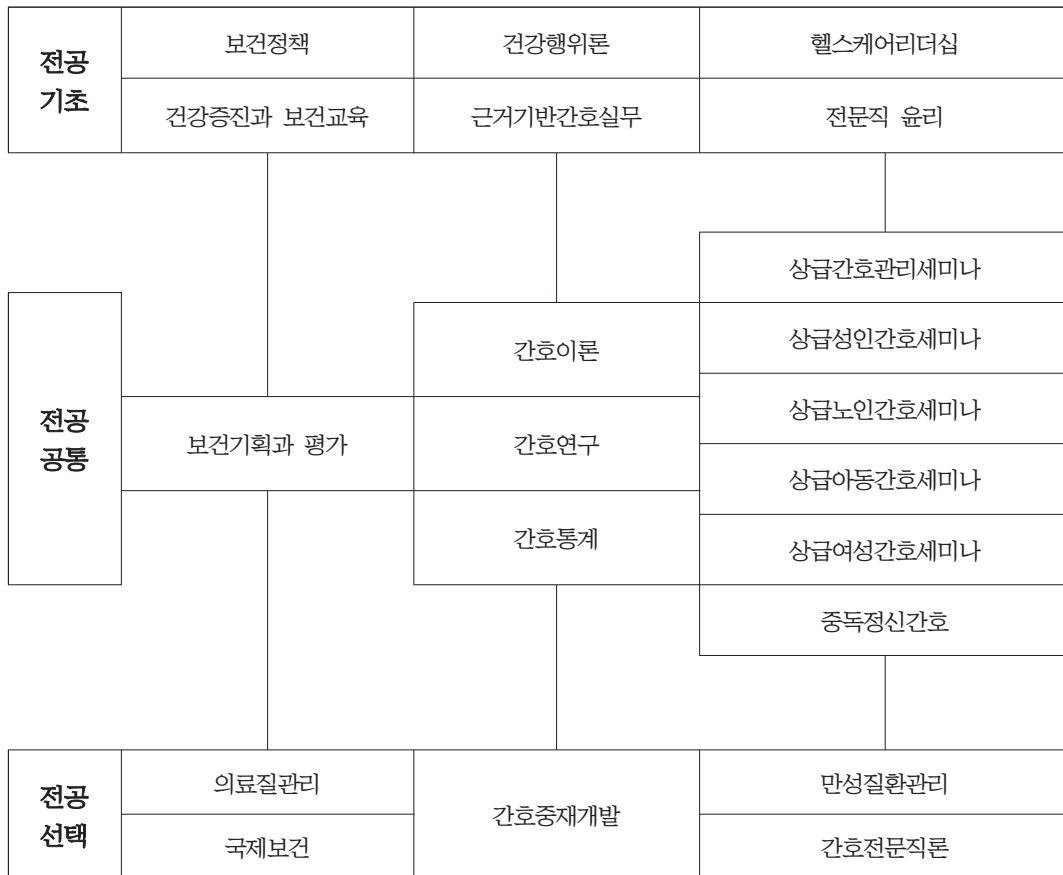 전공
기초
보건정책
건강행위론
헬스케어리더십
건강증진과 보건교육
근거기반간호실무
전문직 윤리
전공
공통
보건기획과 평가
간호이론
간호연구
간호통계
상급간호관리세미나
상급성인간호세미나
상급노인간호세미나
상급아동간호세미나
상급여성간호세미나
중독정신간호
전공
선택
의료질관리
간호중재개발
만성질환관리
국제보건
간호전문직론